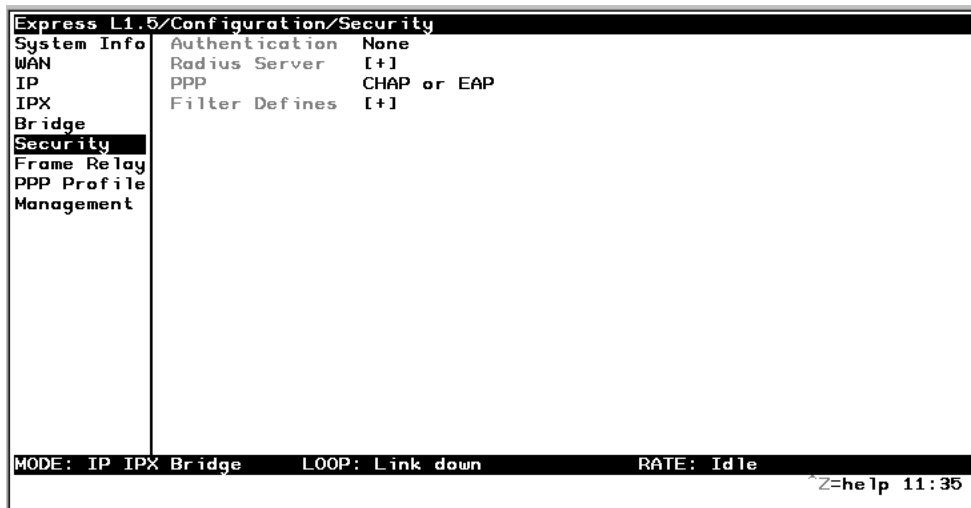 Express L1.5/Configuration/Security
System Info Authentication None
WAN Radius Server [+]
IP PPP CHAP or EAP
IPX Filter Defines [+]
Bridge
Security
Frame Relay
PPP Profile
Management
MODE: IP IPX Bridge LOOP: Link down RATE: Idle
^Z=help 11:35